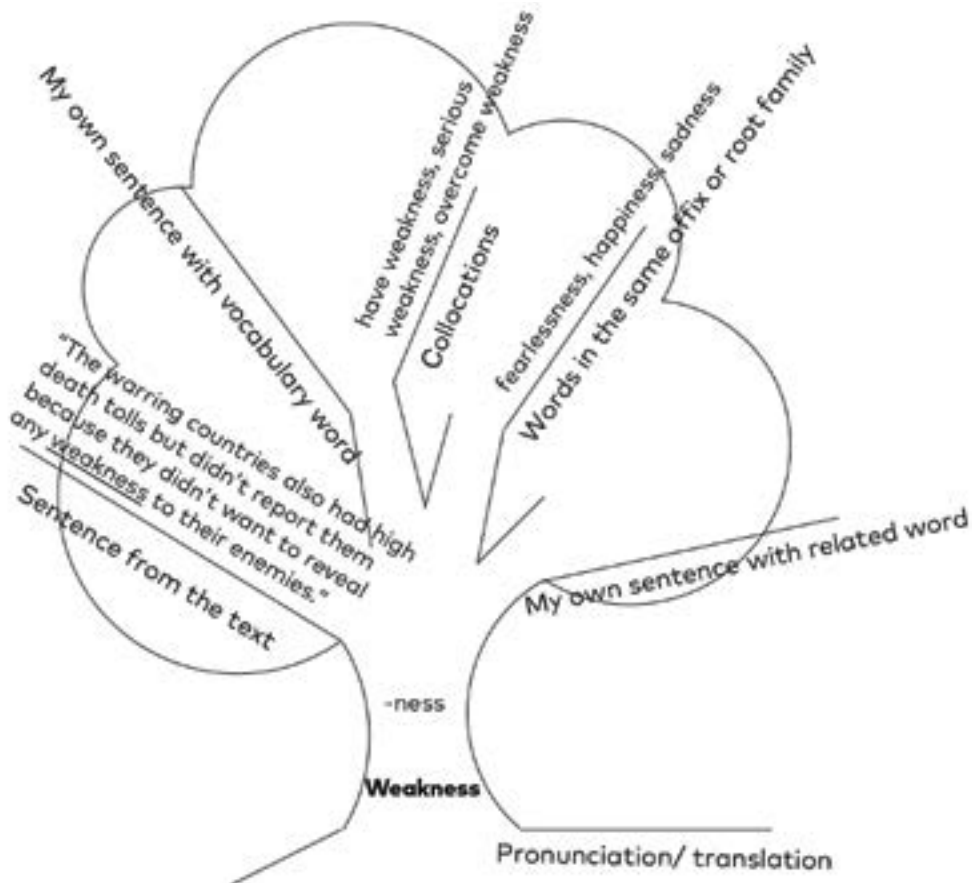 My own sentence with vocabulary word
have weakness, serious
weakness, overcome weakness
Collocations
fearlessness, happiness, sadness
Words in the same affix or root family
"The warring countries also had high
death tolls but didn't report them
because they didn't want to reveal
any weakness to their enemies."
Sentence from the text
My own sentence with related word
-ness
Weakness
Pronunciation/ translation